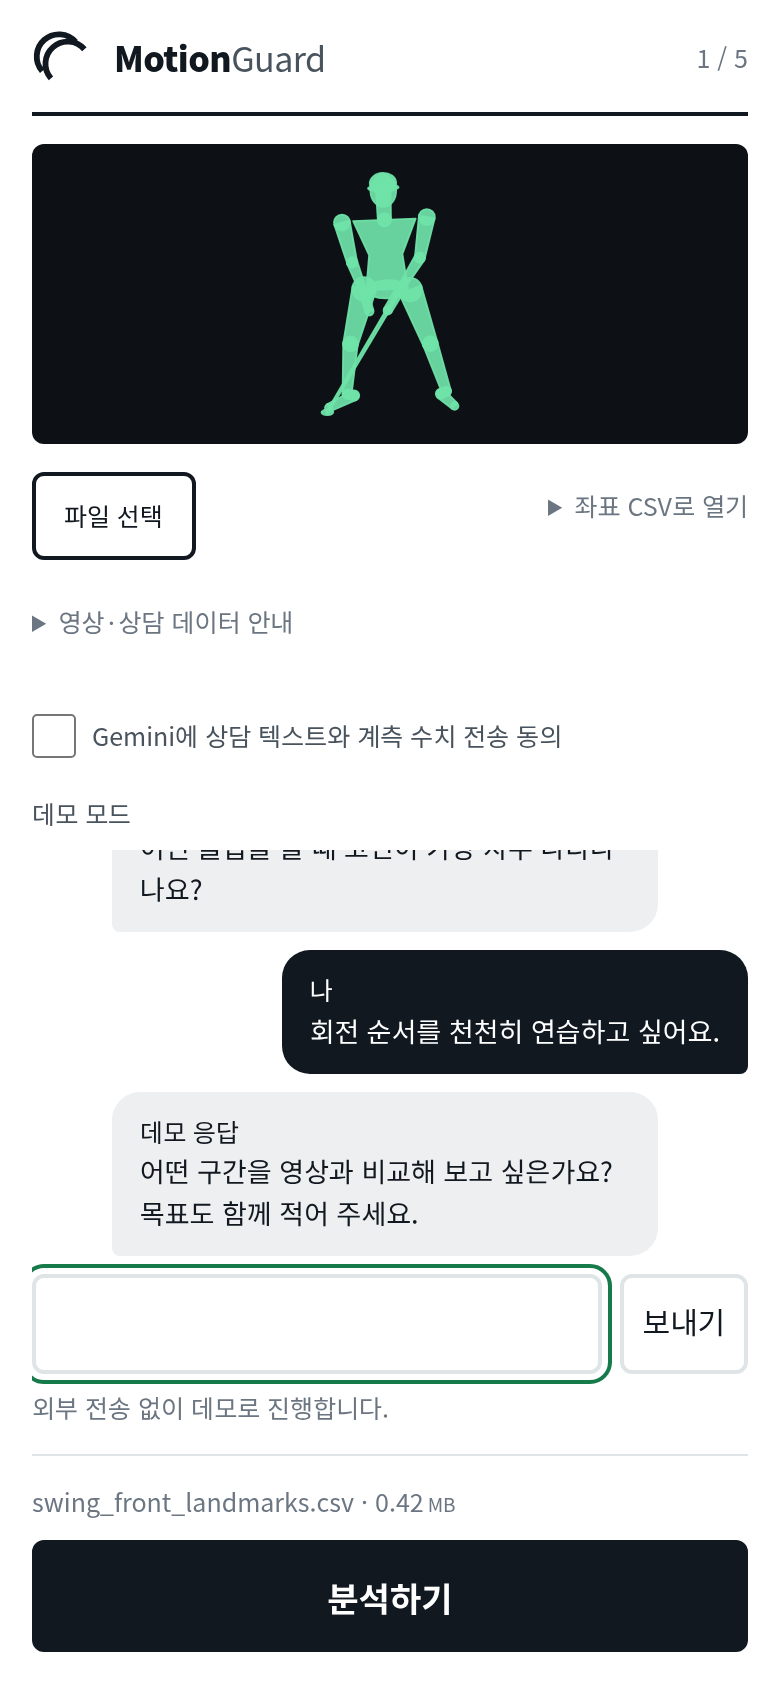 MotionGuard
1 / 5
파일 선택
▶ 좌표 CSV로 열기
▶ 영상·상담 데이터 안내
Gemini에 상담 텍스트와 계측 수치 전송 동의
데모 모드
나요?
나
회전 순서를 천천히 연습하고 싶어요.
데모 응답
어떤 구간을 영상과 비교해 보고 싶은가요?
목표도 함께 적어 주세요.
보내기
외부 전송 없이 데모로 진행합니다.
swing_front_landmarks.csv · 0.42 MB
분석하기